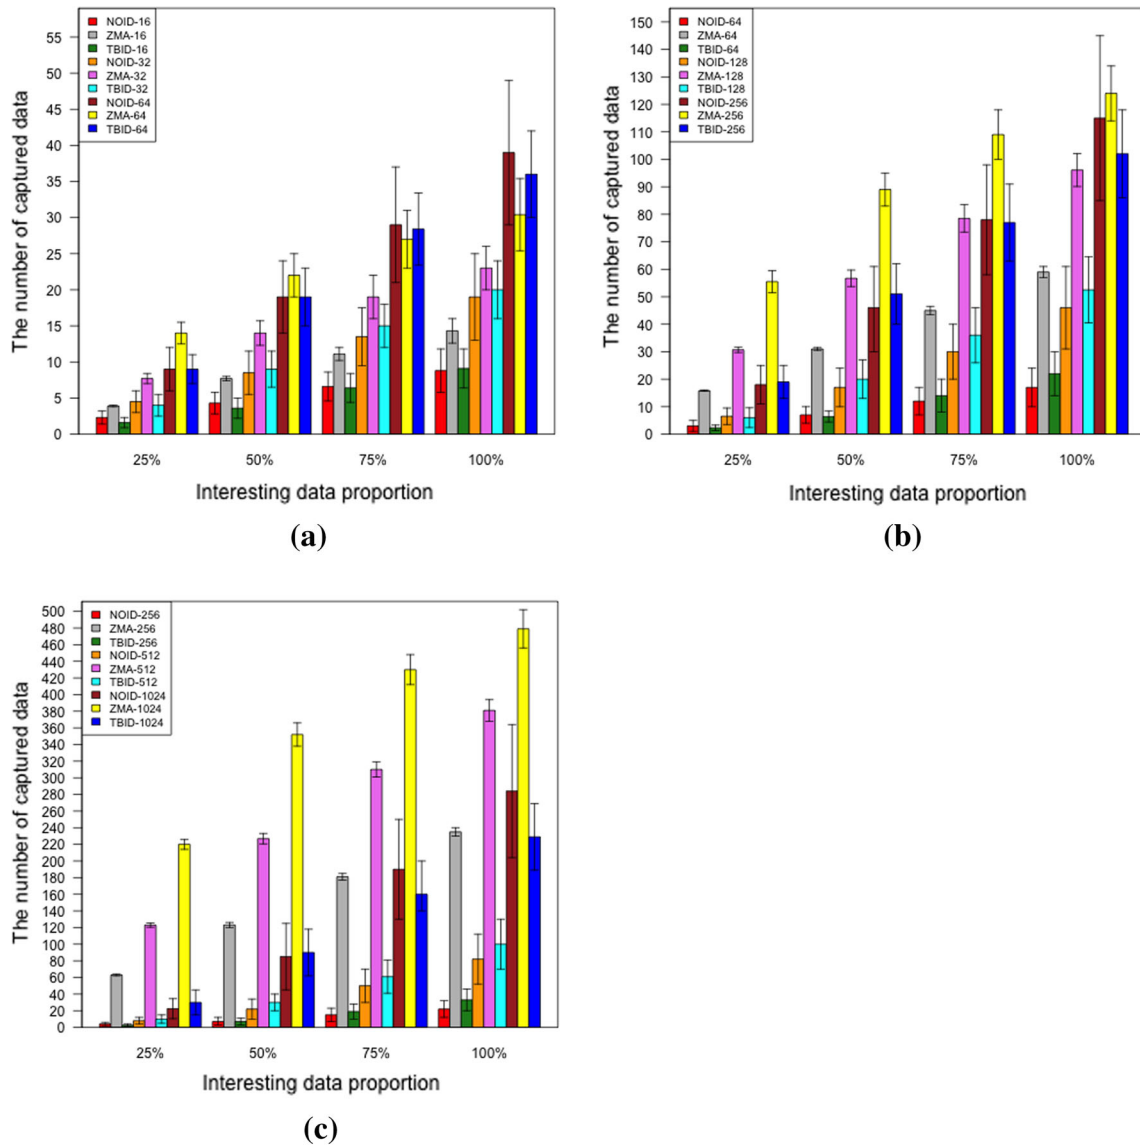 NOID-16
ZMA-16
TBID-16
NOID-32
ZMA-32
TBID-32
NOID-64
ZMA-64
TBID-64
The number of captured data
60
55
50
45
40
35
30
25
20
15
10
5
0
25% 50% 75% 100%
Interesting data proportion
(a)
NOID-64
ZMA-64
TBID-64
NOID-128
ZMA-128
TBID-128
NOID-256
ZMA-256
TBID-256
The number of captured data
150
140
130
120
110
100
90
80
70
60
50
40
30
20
10
0
25% 50% 75% 100%
Interesting data proportion
(b)
NOID-256
ZMA-256
TBID-256
NOID-512
ZMA-512
TBID-512
NOID-1024
ZMA-1024
TBID-1024
The number of captured data
500
480
460
440
420
400
380
360
340
320
300
280
260
240
220
200
180
160
140
120
100
80
60
40
20
0
25% 50% 75% 100%
Interesting data proportion
(c)